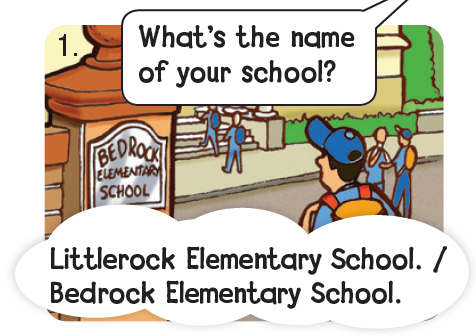 1.
What's the name
of your school?
BEDROCK
ELEMENTARY
SCHOOL
Littlerock Elementary School. /
Bedrock Elementary School.